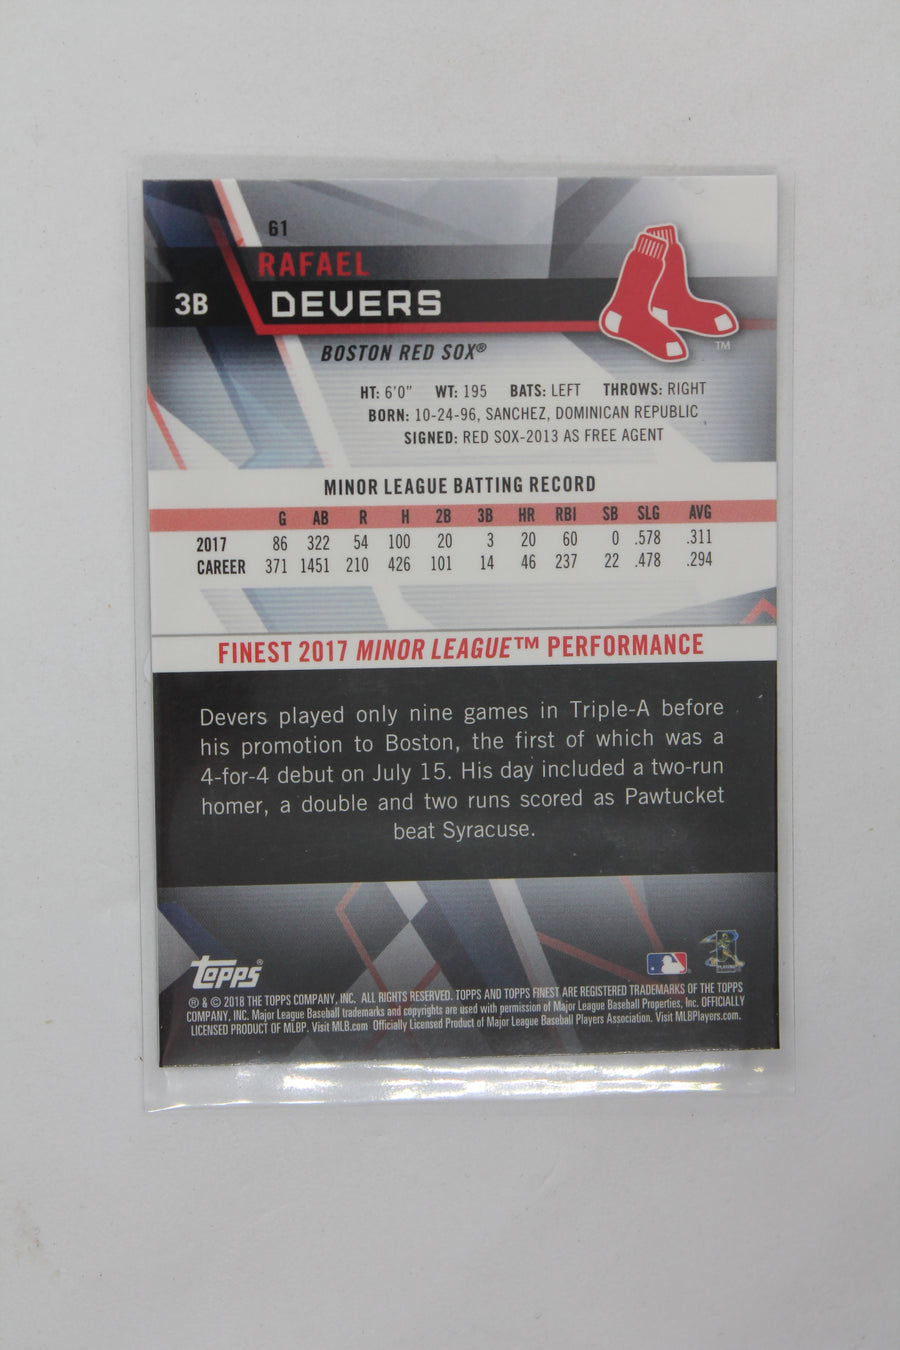 61
RAFAEL
3B DEVERS
TM
BOSTON RED SOX®
HT: 6'0" WT: 195 BATS: LEFT THROWS: RIGHT
BORN: 10-24-96, SANCHEZ, DOMINICAN REPUBLIC
SIGNED: RED SOX-2013 AS FREE AGENT
MINOR LEAGUE BATTING RECORD
G AB R H 2B 3B HR RBI SB SLG AVG
2017 86 322 54 100 20 3 20 60 0 .578 .311
CAREER 371 1451 210 426 101 14 46 237 22 .478 .294
FINEST 2017 MINOR LEAGUE™ PERFORMANCE
Devers played only nine games in Triple-A before
his promotion to Boston, the first of which was a
4-for-4 debut on July 15. His day included a two-run
homer, a double and two runs scored as Pawtucket
beat Syracuse.
Topps®
® & © 2018 THE TOPPS COMPANY, INC. ALL RIGHTS RESERVED. TOPPS AND TOPPS FINEST ARE REGISTERED TRADEMARKS OF THE TOPPS
COMPANY, INC. Major League Baseball trademarks and copyrights are used with permission of Major League Baseball Properties, Inc. OFFICIALLY
LICENSED PRODUCT OF MLBP. Visit MLB.com Officially Licensed Product of Major League Baseball Players Association. Visit MLBPlayers.com.